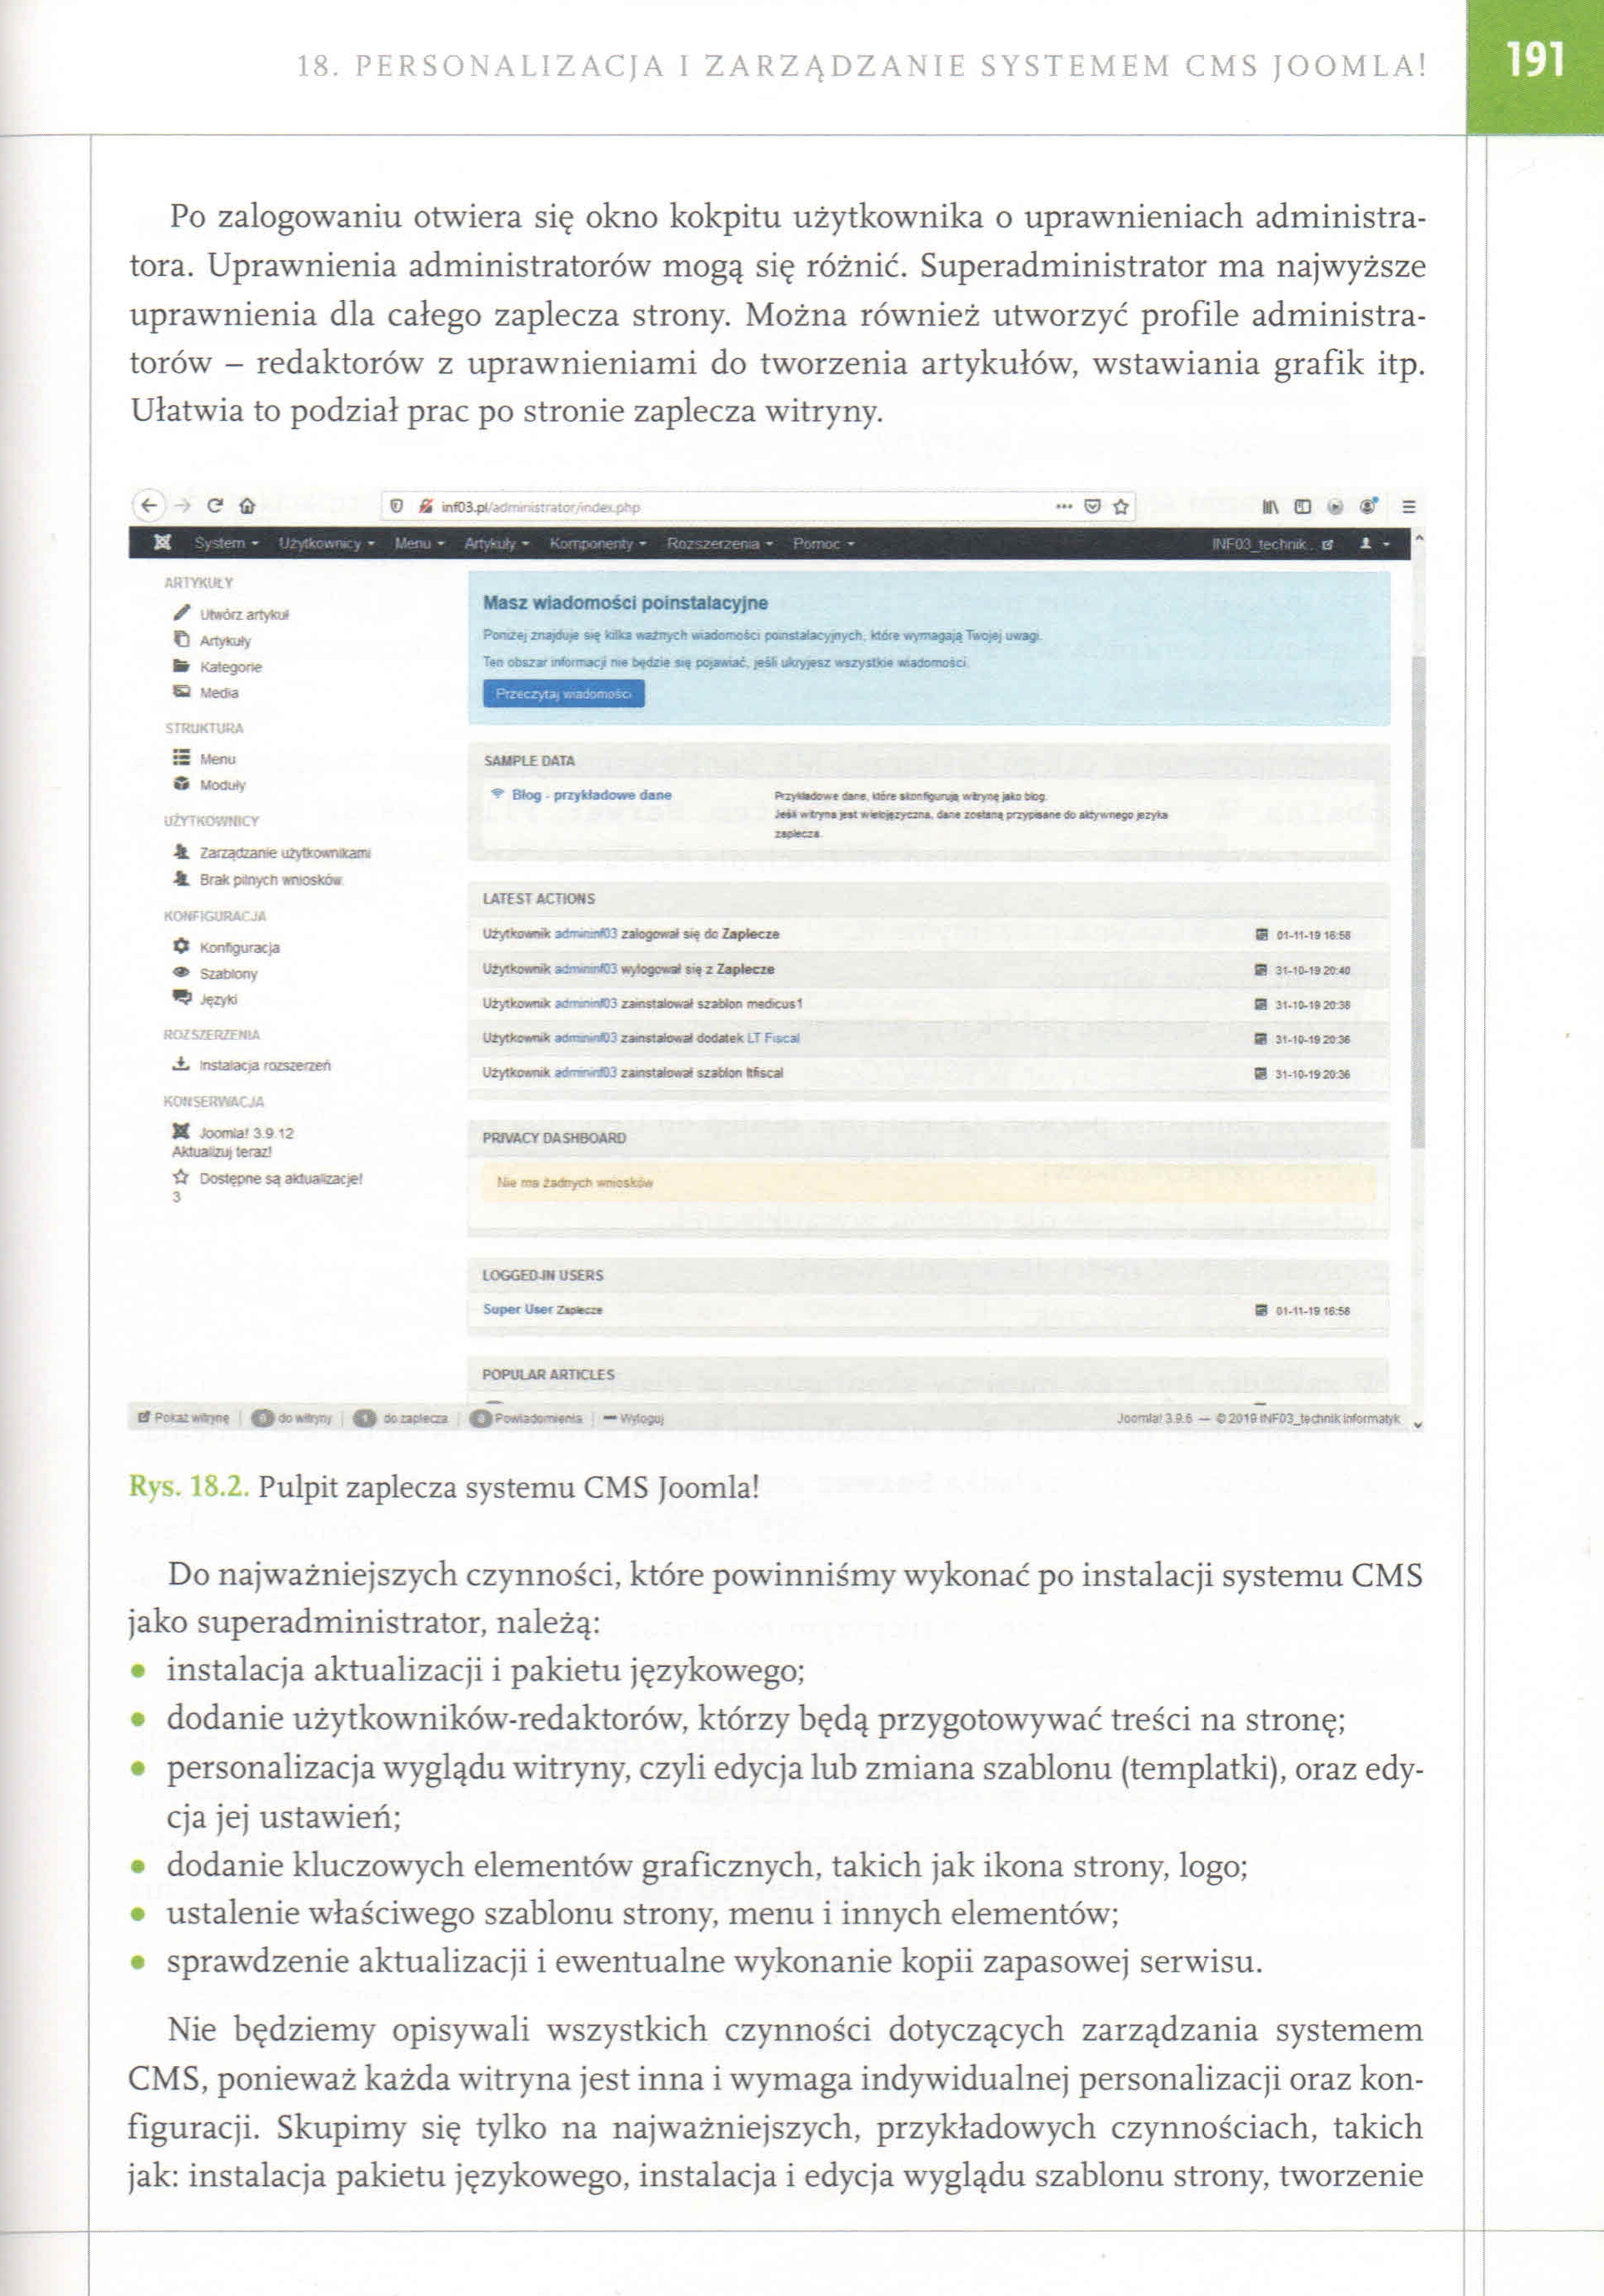 18. PERSONALIZACJA I ZARZĄDZANIE SYSTEMEM CMS JOOMLA!
191
Po zalogowaniu otwiera się okno kokpitu użytkownika o uprawnieniach administra-
tora. Uprawnienia administratorów mogą się różnić. Superadministrator ma najwyższe
uprawnienia dla całego zaplecza strony. Można również utworzyć profile administra-
torów – redaktorów z uprawnieniami do tworzenia artykułów, wstawiania grafik itp.
Ułatwia to podział prac po stronie zaplecza witryny.
inf03.pl/administrator/index.php
System Użytkownicy Menu Artykuły Komponenty Rozszerzenia Pomoc INF03_technik
ARTYKUŁY
Utwórz artykuł
Artykuły
Kategorie
Media
STRUKTURA
Menu
Moduły
UŻYTKOWNICY
Zarządzanie użytkownikami
Brak pilnych wniosków.
KONFIGURACJA
Konfiguracja
Szablony
Języki
ROZSZERZENIA
Instalacja rozszerzeń
KONSERWACJA
Joomla! 3.9.12
Aktualizuj teraz!
Dostępne są aktualizacje!
3
Masz wiadomości poinstalacyjne
Poniżej znajduje się kilka ważnych wiadomości poinstalacyjnych, które wymagają Twojej uwagi.
Ten obszar informacji nie będzie się pojawiać, jeśli ukryjesz wszystkie wiadomości.
Przeczytaj wiadomości
SAMPLE DATA
Blog - przykładowe dane
Przykładowe dane, które skonfigurują witrynę jako blog.
Jeśli witryna jest wielojęzyczna, dane zostaną przypisane do aktywnego języka
zaplecza.
LATEST ACTIONS
Użytkownik admininf03 zalogował się do Zaplecze 01-11-19 16:58
Użytkownik admininf03 wylogował się z Zaplecze 31-10-19 20:40
Użytkownik admininf03 zainstalował szablon medicus1 31-10-19 20:38
Użytkownik admininf03 zainstalował dodatek LT Fiscal 31-10-19 20:36
Użytkownik admininf03 zainstalował szablon ltfiscal 31-10-19 20:36
PRIVACY DASHBOARD
Nie ma żadnych wniosków
LOGGED-IN USERS
Super User Zaplecze 01-11-19 16:58
POPULAR ARTICLES
Pokaż witrynę 0 do witryny 1 do zaplecza 0 Powiadomienia Wyloguj Joomla! 3.9.6 — © 2019 INF03_technik informatyk
Rys. 18.2. Pulpit zaplecza systemu CMS Joomla!
Do najważniejszych czynności, które powinniśmy wykonać po instalacji systemu CMS
jako superadministrator, należą:
• instalacja aktualizacji i pakietu językowego;
• dodanie użytkowników-redaktorów, którzy będą przygotowywać treści na stronę;
• personalizacja wyglądu witryny, czyli edycja lub zmiana szablonu (templatki), oraz edy-
cja jej ustawień;
• dodanie kluczowych elementów graficznych, takich jak ikona strony, logo;
• ustalenie właściwego szablonu strony, menu i innych elementów;
• sprawdzenie aktualizacji i ewentualne wykonanie kopii zapasowej serwisu.
Nie będziemy opisywali wszystkich czynności dotyczących zarządzania systemem
CMS, ponieważ każda witryna jest inna i wymaga indywidualnej personalizacji oraz kon-
figuracji. Skupimy się tylko na najważniejszych, przykładowych czynnościach, takich
jak: instalacja pakietu językowego, instalacja i edycja wyglądu szablonu strony, tworzenie